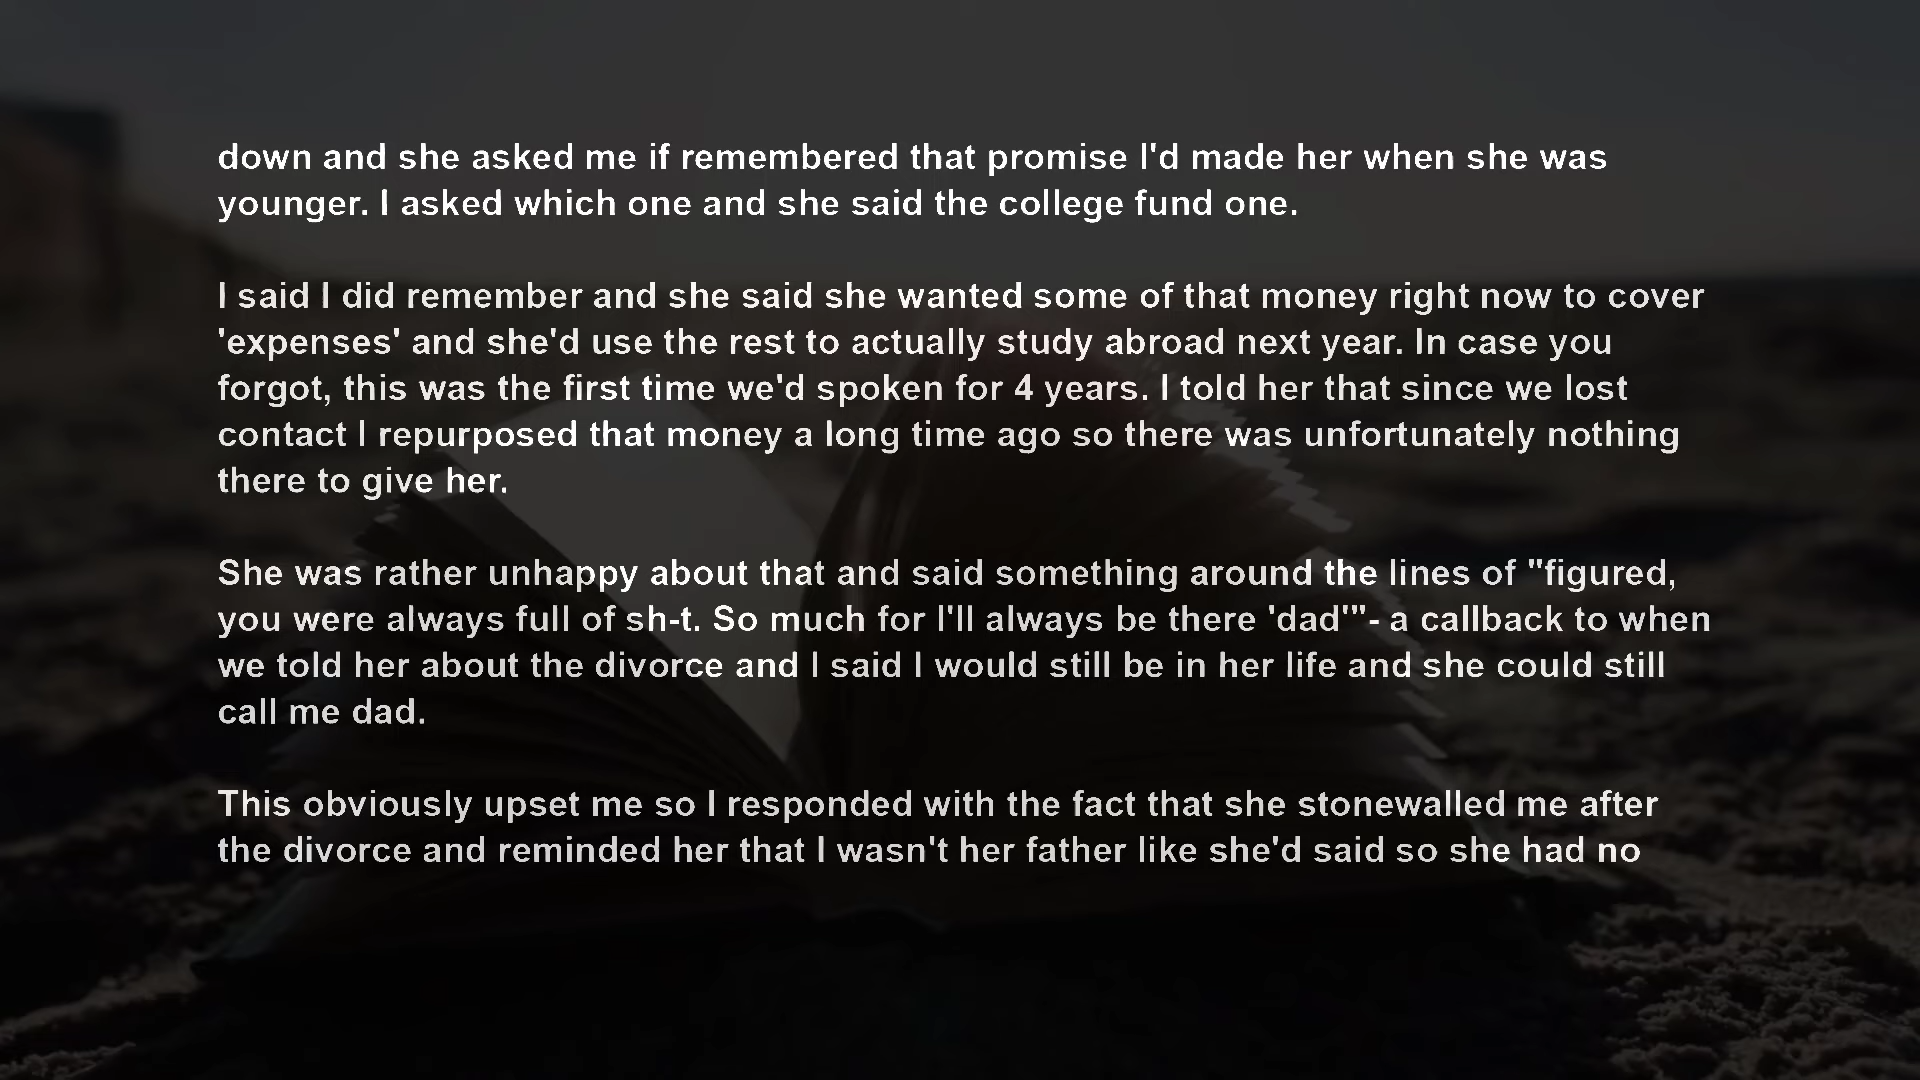 down and she asked me if remembered that promise I'd made her when she was
younger. I asked which one and she said the college fund one.
I said I did remember and she said she wanted some of that money right now to cover
'expenses' and she'd use the rest to actually study abroad next year. In case you
forgot, this was the first time we'd spoken for 4 years. I told her that since we lost
contact I repurposed that money a long time ago so there was unfortunately nothing
there to give her.
She was rather unhappy about that and said something around the lines of "figured,
you were always full of sh-t. So much for I'll always be there 'dad'"- a callback to when
we told her about the divorce and I said I would still be in her life and she could still
call me dad.
This obviously upset me so I responded with the fact that she stonewalled me after
the divorce and reminded her that I wasn't her father like she'd said so she had no